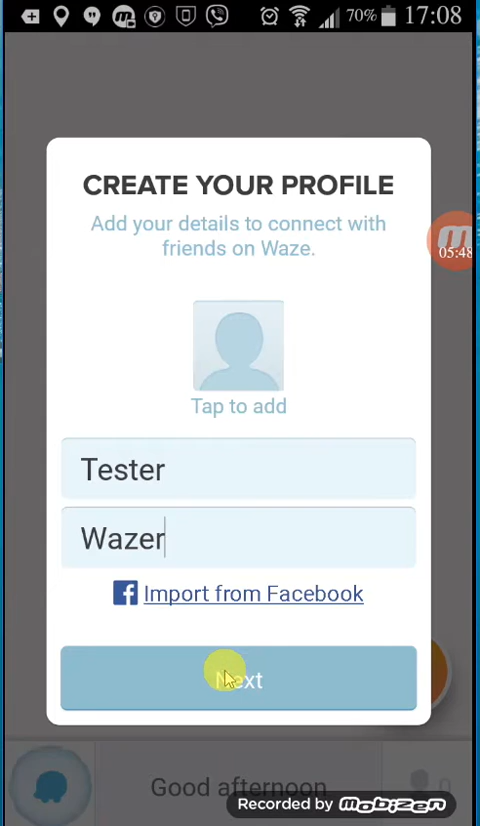 70% 17:08
CREATE YOUR PROFILE
Add your details to connect with
friends on Waze.
05:48
Tap to add
Tester
Wazer
Import from Facebook
Next
Good afternoon
0
Recorded by mobizen